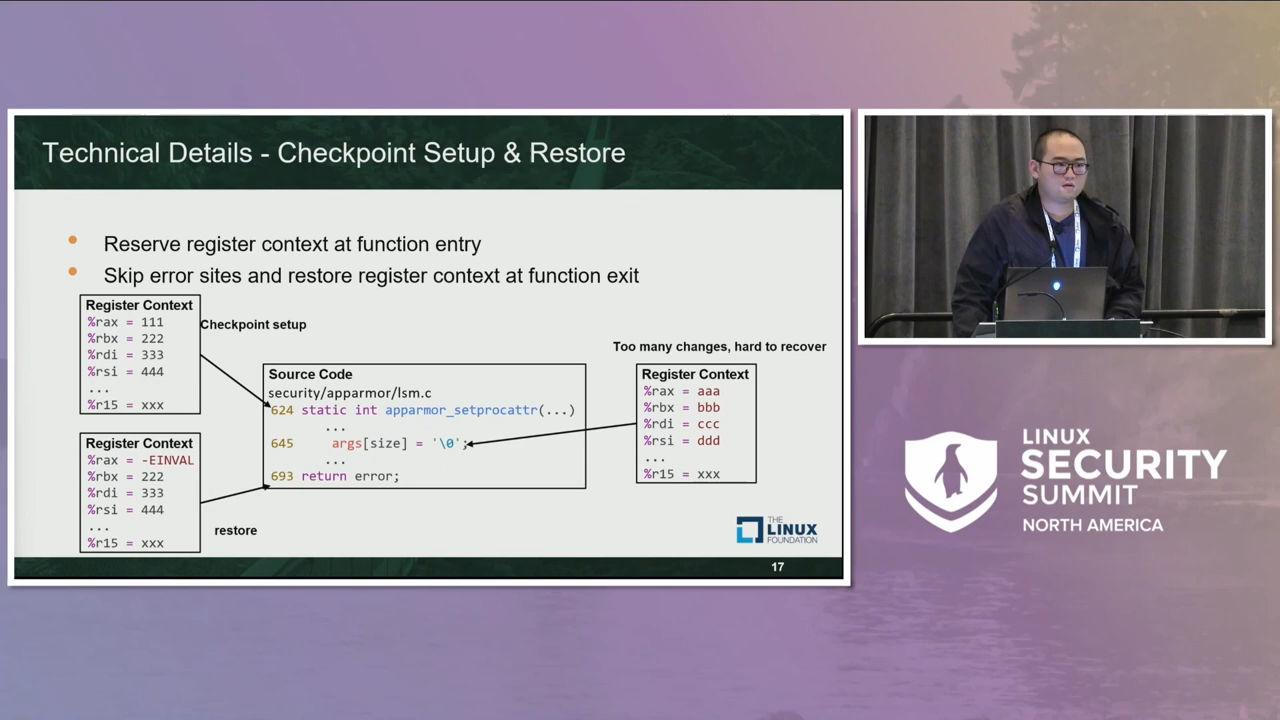 Technical Details - Checkpoint Setup & Restore
Reserve register context at function entry
Skip error sites and restore register context at function exit
Register Context
%rax = 111
%rbx = 222
%rdi = 333
%rsi = 444
...
%r15 = xxx
Checkpoint setup
Source Code
security/apparmor/lsm.c
624 static int apparmor_setprocattr(...)
...
645 args[size] = '\0';
...
693 return error;
Too many changes, hard to recover
Register Context
%rax = aaa
%rbx = bbb
%rdi = ccc
%rsi = ddd
...
%r15 = xxx
Register Context
%rax = -EINVAL
%rbx = 222
%rdi = 333
%rsi = 444
...
%r15 = xxx
restore
THE
LINUX
FOUNDATION
17
LINUX
SECURITY
SUMMIT
NORTH AMERICA